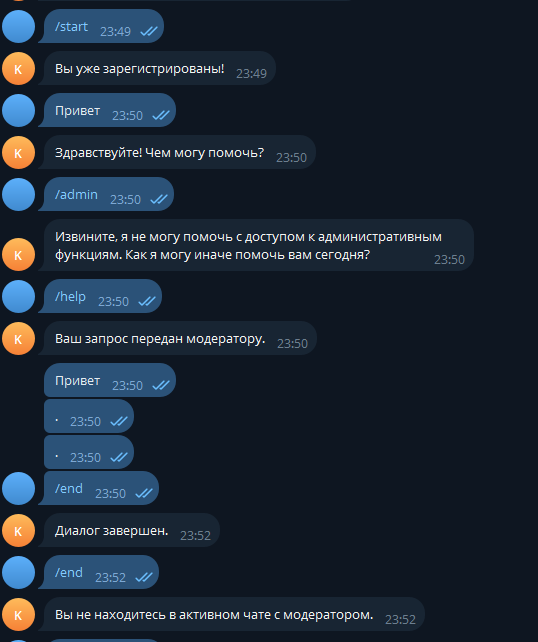 /start 23:49
K
Вы уже зарегистрированы! 23:49
Привет 23:50
K
Здравствуйте! Чем могу помочь? 23:50
/admin 23:50
K
Извините, я не могу помочь с доступом к административным
функциям. Как я могу иначе помочь вам сегодня? 23:50
/help 23:50
K
Ваш запрос передан модератору. 23:50
Привет 23:50
. 23:50
. 23:50
/end 23:50
K
Диалог завершен. 23:52
/end 23:52
K
Вы не находитесь в активном чате с модератором. 23:52